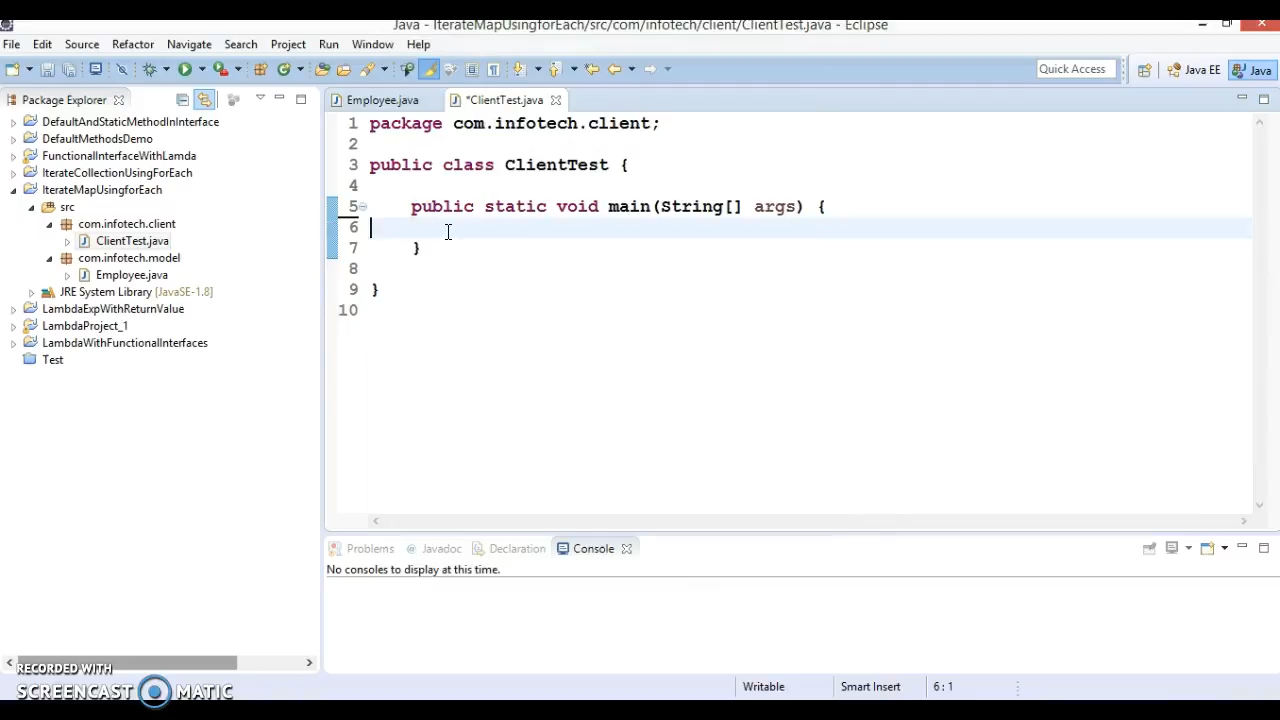 Java - IterateMapUsingforEach/src/com/infotech/client/ClientTest.java - Eclipse
File Edit Source Refactor Navigate Search Project Run Window Help
Quick Access Java EE Java
Package Explorer
Employee.java *ClientTest.java
DefaultAndStaticMethodInInterface
DefaultMethodsDemo
FunctionalInterfaceWithLamda
IterateCollectionUsingForEach
IterateMapUsingforEach
src
com.infotech.client
ClientTest.java
com.infotech.model
Employee.java
JRE System Library [JavaSE-1.8]
LambdaExpWithReturnValue
LambdaProject_1
LambdaWithFunctionalInterfaces
Test
1 package com.infotech.client;
2
3 public class ClientTest {
4
5 public static void main(String[] args) {
6
7 }
8
9 }
10
Problems Javadoc Declaration Console
No consoles to display at this time.
Writable Smart Insert 6 : 1
RECORDED WITH
SCREENCAST MATIC